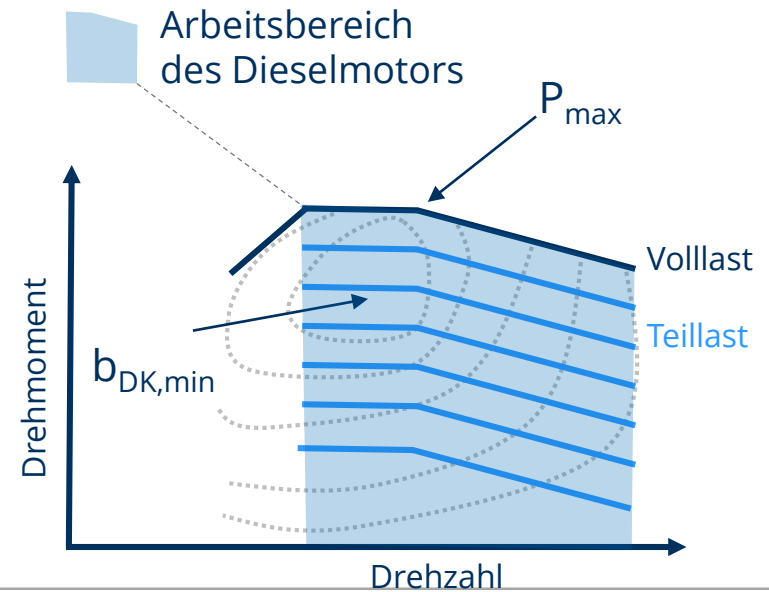 Arbeitsbereich
des Dieselmotors
Pmax
Volllast
Teillast
bDK,min
Drehmoment
Drehzahl